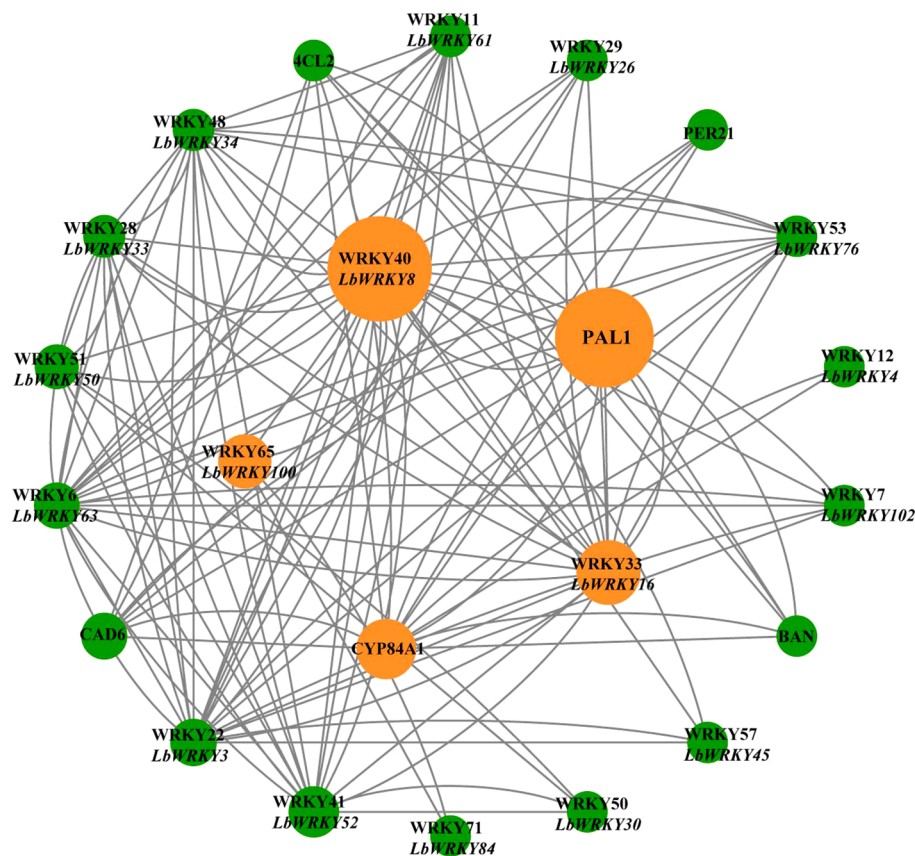 WRKY11
LbWRKY61
WRKY29
LbWRKY26
4CL2
WRKY48
LbWRKY34
PER21
WRKY28
LbWRKY33
WRKY40
LbWRKY8
WRKY53
LbWRKY76
PAL1
WRKY51
LbWRKY50
WRKY12
LbWRKY4
WRKY65
LbWRKY100
WRKY6
LbWRKY63
WRKY7
LbWRKY102
WRKY33
LbWRKY16
CAD6
CYP84A1
BAN
WRKY22
LbWRKY3
WRKY57
LbWRKY45
WRKY41
LbWRKY52
WRKY50
LbWRKY30
WRKY71
LbWRKY84